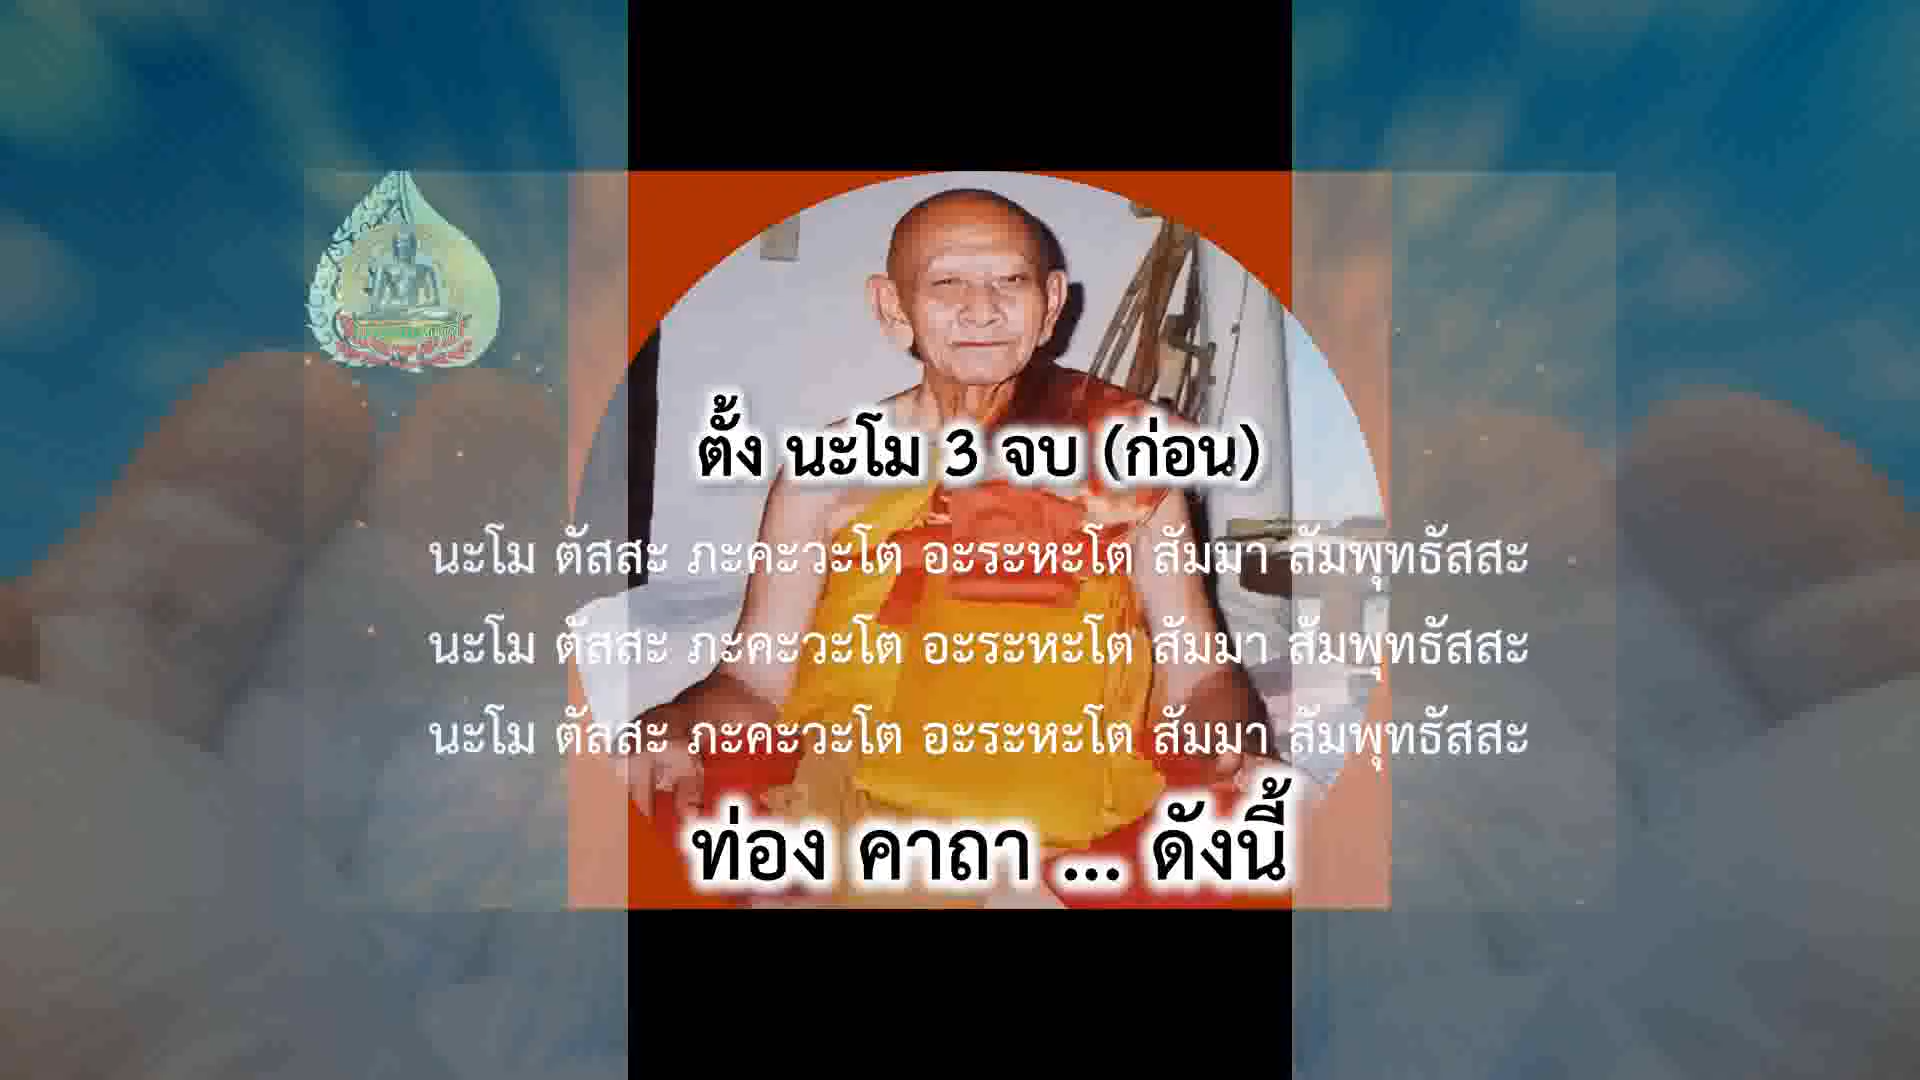 ตั้ง นะโม 3 จบ (ก่อน)
นะโม ตัสสะ ภะคะวะโต อะระหะโต สัมมา สัมพุทธัสสะ
นะโม ตัสสะ ภะคะวะโต อะระหะโต สัมมา สัมพุทธัสสะ
นะโม ตัสสะ ภะคะวะโต อะระหะโต สัมมา สัมพุทธัสสะ
ท่อง คาถา ... ดังนี้